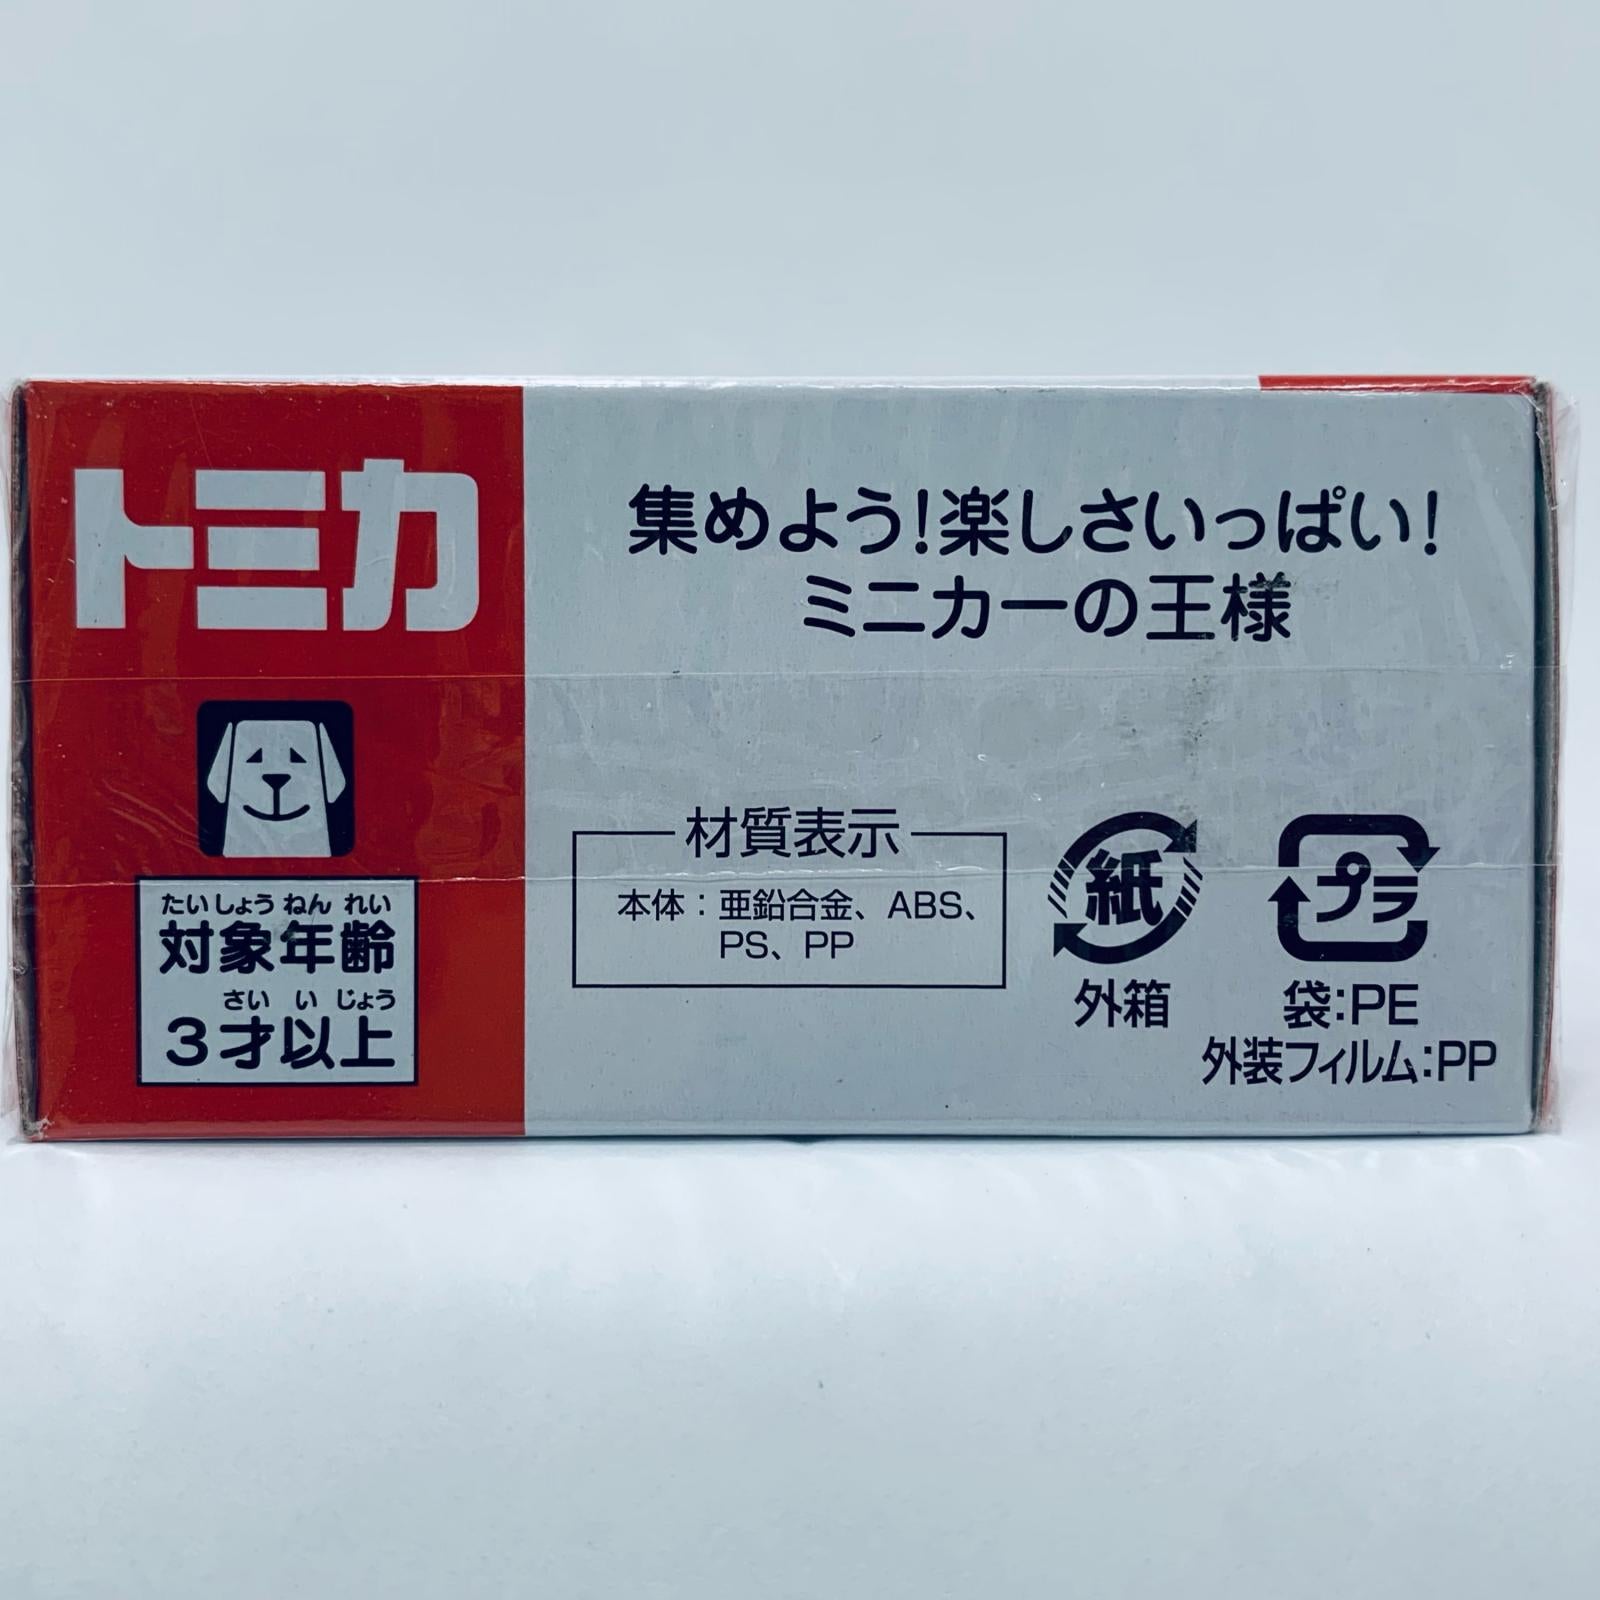 トミカ
集めよう!楽しさいっぱい!
ミニカーの王様
たいしょう ねん れい
対象年齢
さい い じょう
3才以上
材質表示
本体:亜鉛合金、ABS、
PS、PP
紙
外箱
プラ
袋:PE
外装フィルム:PP